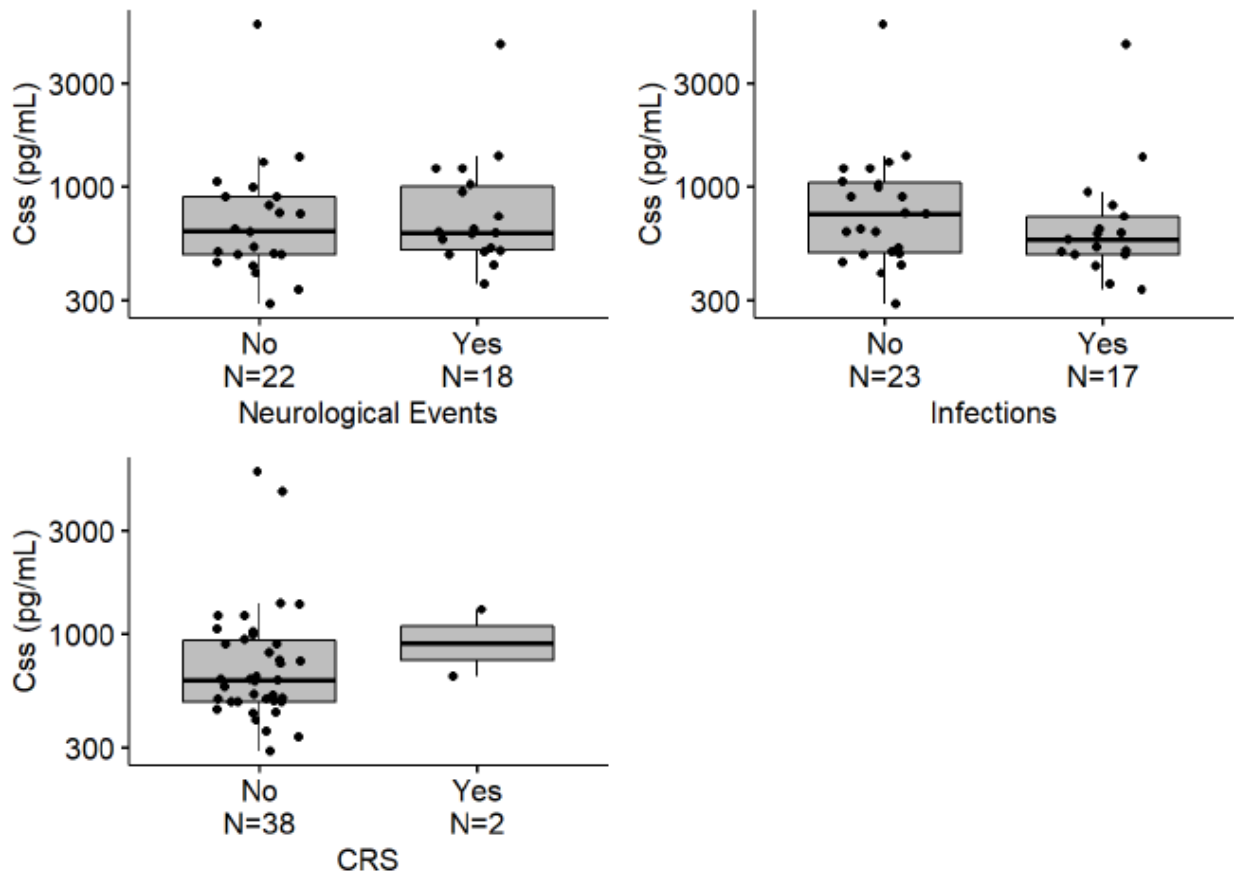 Css (pg/mL)
3000
1000
300
No
Yes
N=22
N=18
Neurological Events
Css (pg/mL)
3000
1000
300
No
Yes
N=23
N=17
Infections
Css (pg/mL)
3000
1000
300
No
Yes
N=38
N=2
CRS